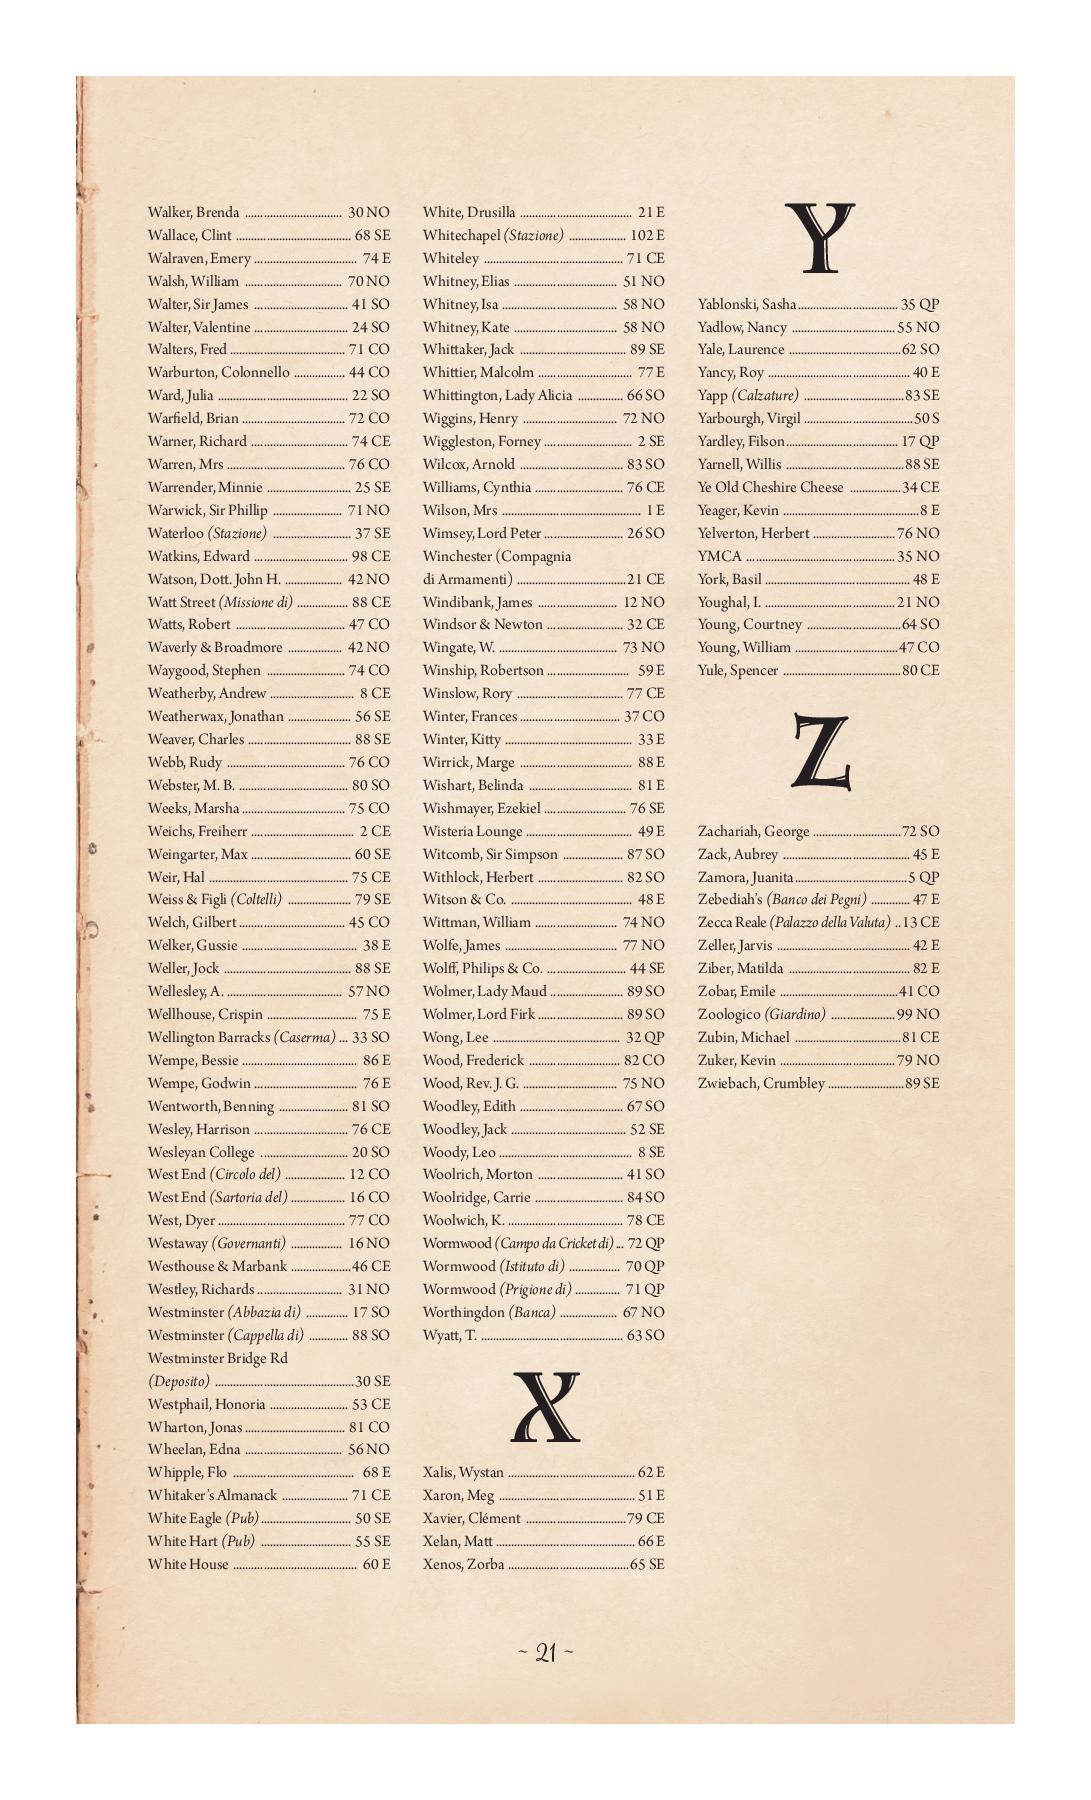 Walker, Brenda ................................ 30 NO
Wallace, Clint ...................................... 68 SE
Walraven, Emery .................................. 74 E
Walsh, William ................................ 70 NO
Walter, Sir James ............................... 41 SO
Walter, Valentine ............................... 24 SO
Walters, Fred ...................................... 71 CO
Warburton, Colonnello ................. 44 CO
Ward, Julia ........................................... 22 SO
Warfield, Brian .................................. 72 CO
Warner, Richard ................................ 74 CE
Warren, Mrs ....................................... 76 CO
Warrender, Minnie ............................ 25 SE
Warwick, Sir Phillip ........................ 71 NO
Waterloo (Stazione) .......................... 37 SE
Watkins, Edward ............................... 98 CE
Watson, Dott. John H. ................... 42 NO
Watt Street (Missione di) ................. 88 CE
Watts, Robert ..................................... 47 CO
Waverly & Broadmore .................. 42 NO
Waygood, Stephen .......................... 74 CO
Weatherby, Andrew ............................ 8 CE
Weatherwax, Jonathan ..................... 56 SE
Weaver, Charles .................................. 88 SE
Webb, Rudy ....................................... 76 CO
Webster, M. B. ..................................... 80 SO
Weeks, Marsha .................................. 75 CO
Weichs, Freiherr .................................. 2 CE
Weingarter, Max ................................. 60 SE
Weir, Hal .............................................. 75 CE
Weiss & Figli (Coltelli) ..................... 79 SE
Welch, Gilbert .................................... 45 CO
Welker, Gussie ...................................... 38 E
Weller, Jock .......................................... 88 SE
Wellesley, A. ...................................... 57 NO
Wellhouse, Crispin .............................. 75 E
Wellington Barracks (Caserma) ... 33 SO
Wempe, Bessie ...................................... 86 E
Wempe, Godwin .................................. 76 E
Wentworth, Benning ....................... 81 SO
Wesley, Harrison ............................... 76 CE
Wesleyan College ............................. 20 SO
West End (Circolo del) ..................... 12 CO
West End (Sartoria del) .................. 16 CO
West, Dyer .......................................... 77 CO
Westaway (Governanti) ................. 16 NO
Westhouse & Marbank ....................46 CE
Westley, Richards ............................ 31 NO
Westminster (Abbazia di) .............. 17 SO
Westminster (Cappella di) ............. 88 SO
Westminster Bridge Rd
(Deposito) ..............................................30 SE
Westphail, Honoria .......................... 53 CE
Wharton, Jonas ................................. 81 CO
Wheelan, Edna ................................ 56 NO
Whipple, Flo ........................................ 68 E
Whitaker's Almanack ...................... 71 CE
White Eagle (Pub) .............................. 50 SE
White Hart (Pub) .............................. 55 SE
White House ......................................... 60 E
White, Drusilla ..................................... 21 E
Whitechapel (Stazione) ................... 102 E
Whiteley .............................................. 71 CE
Whitney, Elias ................................... 51 NO
Whitney, Isa ....................................... 58 NO
Whitney, Kate .................................... 58 NO
Whittaker, Jack ................................... 89 SE
Whittier, Malcolm ............................... 77 E
Whittington, Lady Alicia ............... 66 SO
Wiggins, Henry ................................ 72 NO
Wiggleston, Forney ............................. 2 SE
Wilcox, Arnold .................................. 83 SO
Williams, Cynthia ............................. 76 CE
Wilson, Mrs ............................................ 1 E
Wimsey, Lord Peter .......................... 26 SO
Winchester (Compagnia
di Armamenti) ....................................21 CE
Windibank, James .......................... 12 NO
Windsor & Newton .......................... 32 CE
Wingate, W. ....................................... 73 NO
Winship, Robertson ........................... 59 E
Winslow, Rory ................................... 77 CE
Winter, Frances ................................. 37 CO
Winter, Kitty .......................................... 33 E
Wirrick, Marge ...................................... 88 E
Wishart, Belinda ................................... 81 E
Wishmayer, Ezekiel ........................... 76 SE
Wisteria Lounge ................................... 49 E
Witcomb, Sir Simpson .................... 87 SO
Withlock, Herbert ............................ 82 SO
Witson & Co. ........................................ 48 E
Wittman, William ............................ 74 NO
Wolfe, James ..................................... 77 NO
Wolff, Philips & Co. .......................... 44 SE
Wolmer, Lady Maud ........................ 89 SO
Wolmer, Lord Firk ............................ 89 SO
Wong, Lee ............................................ 32 QP
Wood, Frederick ............................... 82 CO
Wood, Rev. J. G. ................................ 75 NO
Woodley, Edith .................................. 67 SO
Woodley, Jack ..................................... 52 SE
Woody, Leo ........................................... 8 SE
Woolrich, Morton ............................ 41 SO
Woolridge, Carrie ............................. 84 SO
Woolwich, K. ...................................... 78 CE
Wormwood (Campo da Cricket di) ... 72 QP
Wormwood (Istituto di) ................. 70 QP
Wormwood (Prigione di) ............... 71 QP
Worthingdon (Banca) ................... 67 NO
Wyatt, T. ............................................... 63 SO
X
Xalis, Wystan .......................................... 62 E
Xaron, Meg ............................................. 51 E
Xavier, Clément ..................................79 CE
Xelan, Matt .............................................. 66 E
Xenos, Zorba ........................................65 SE
Y
Yablonski, Sasha ................................. 35 QP
Yadlow, Nancy .................................. 55 NO
Yale, Laurence .....................................62 SO
Yancy, Roy ............................................... 40 E
Yapp (Calzature) ..................................83 SE
Yarbourgh, Virgil ....................................50 S
Yardley, Filson ..................................... 17 QP
Yarnell, Willis .......................................88 SE
Ye Old Cheshire Cheese .................34 CE
Yeager, Kevin .............................................8 E
Yelverton, Herbert ........................... 76 NO
YMCA ................................................. 35 NO
York, Basil ................................................ 48 E
Youghal, I. ........................................... 21 NO
Young, Courtney ...............................64 SO
Young, William ...................................47 CO
Yule, Spencer .......................................80 CE
Z
Zachariah, George .............................72 SO
Zack, Aubrey .......................................... 45 E
Zamora, Juanita .....................................5 QP
Zebediah's (Banco dei Pegni) ............. 47 E
Zecca Reale (Palazzo della Valuta) ..13 CE
Zeller, Jarvis ............................................. 42 E
Ziber, Matilda ........................................ 82 E
Zobar, Emile .......................................41 CO
Zoologico (Giardino) .....................99 NO
Zubin, Michael ....................................81 CE
Zuker, Kevin ...................................... 79 NO
Zwiebach, Crumbley .........................89 SE
~ 21 ~